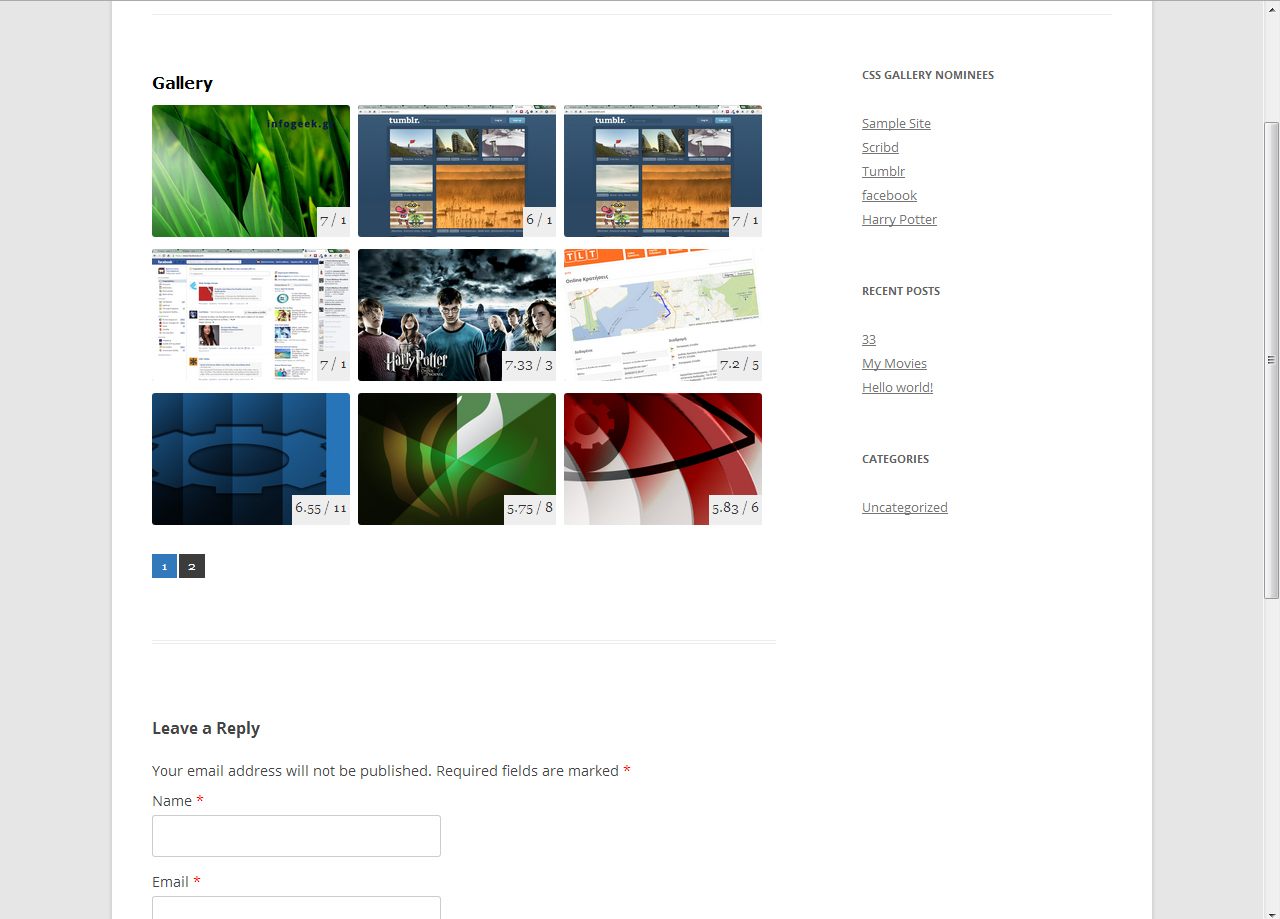 Gallery
infogeek.g
7 / 1
tumblr.
6 / 1
tumblr.
7 / 1
facebook
7 / 1
Harry Potter
7.33 / 3
TLT
Online Κρατήσεις
7.2 / 5
6.55 / 11
5.75 / 8
5.83 / 6
1 2
Leave a Reply
Your email address will not be published. Required fields are marked *
Name *
Email *
CSS GALLERY NOMINEES
Sample Site
Scribd
Tumblr
facebook
Harry Potter
RECENT POSTS
33
My Movies
Hello world!
CATEGORIES
Uncategorized